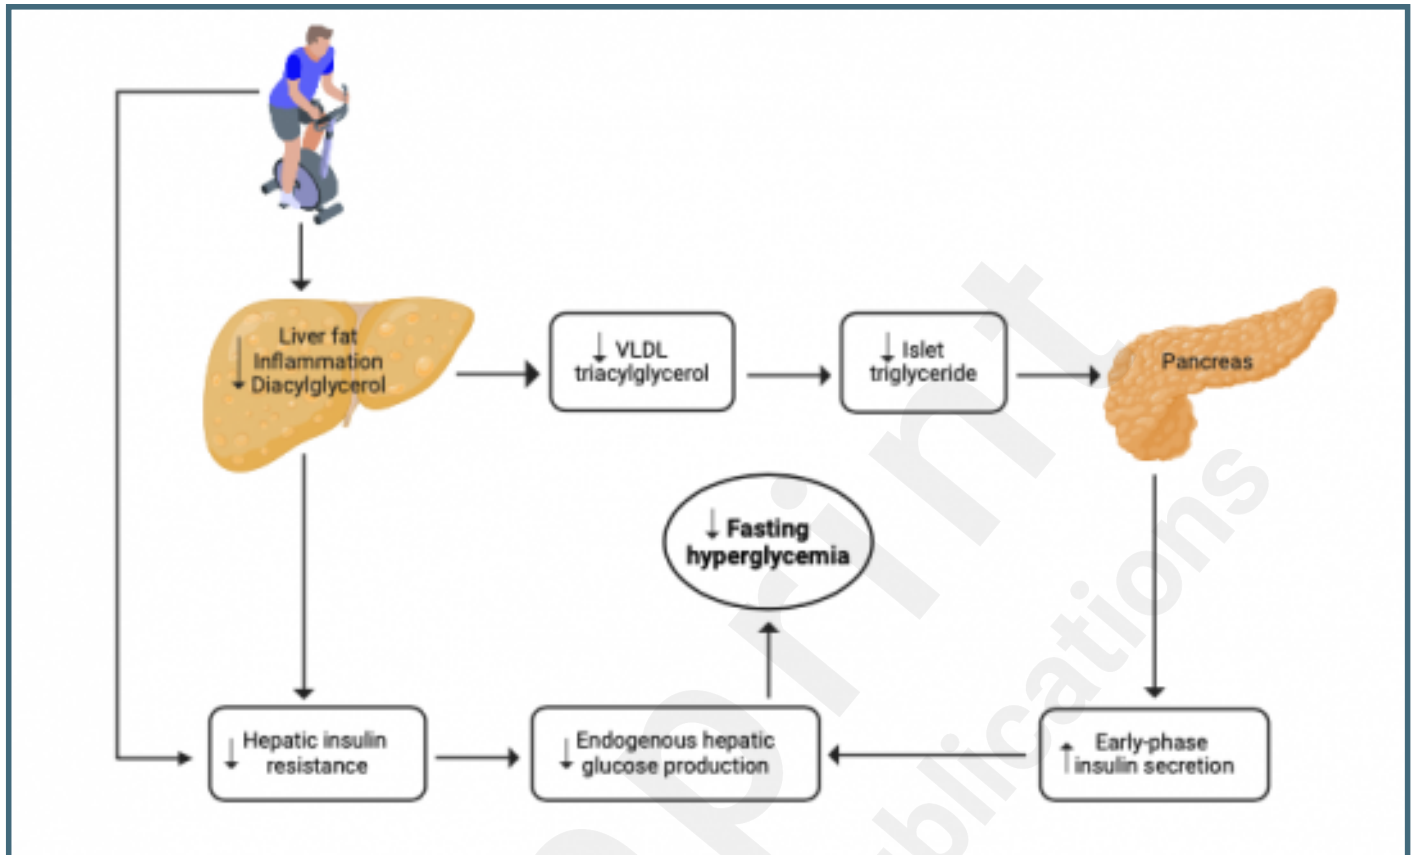 ↓ Liver fat
Inflammation
Diacylglycerol
↓ VLDL
triacylglycerol
↓ Islet
triglyceride
Pancreas
↓ Fasting
hyperglycemia
↓ Hepatic insulin
resistance
↓ Endogenous hepatic
glucose production
↑ Early-phase
insulin secretion